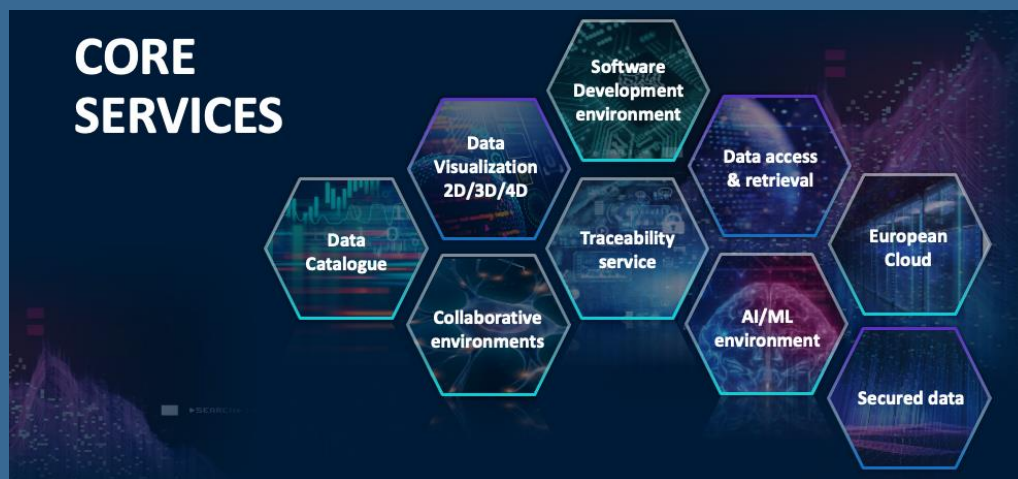 CORE
SERVICES
Software
Development
environment
Data
Visualization
2D/3D/4D
Data access
& retrieval
Data
Catalogue
Traceability
service
European
Cloud
Collaborative
environments
AI/ML
environment
Secured data